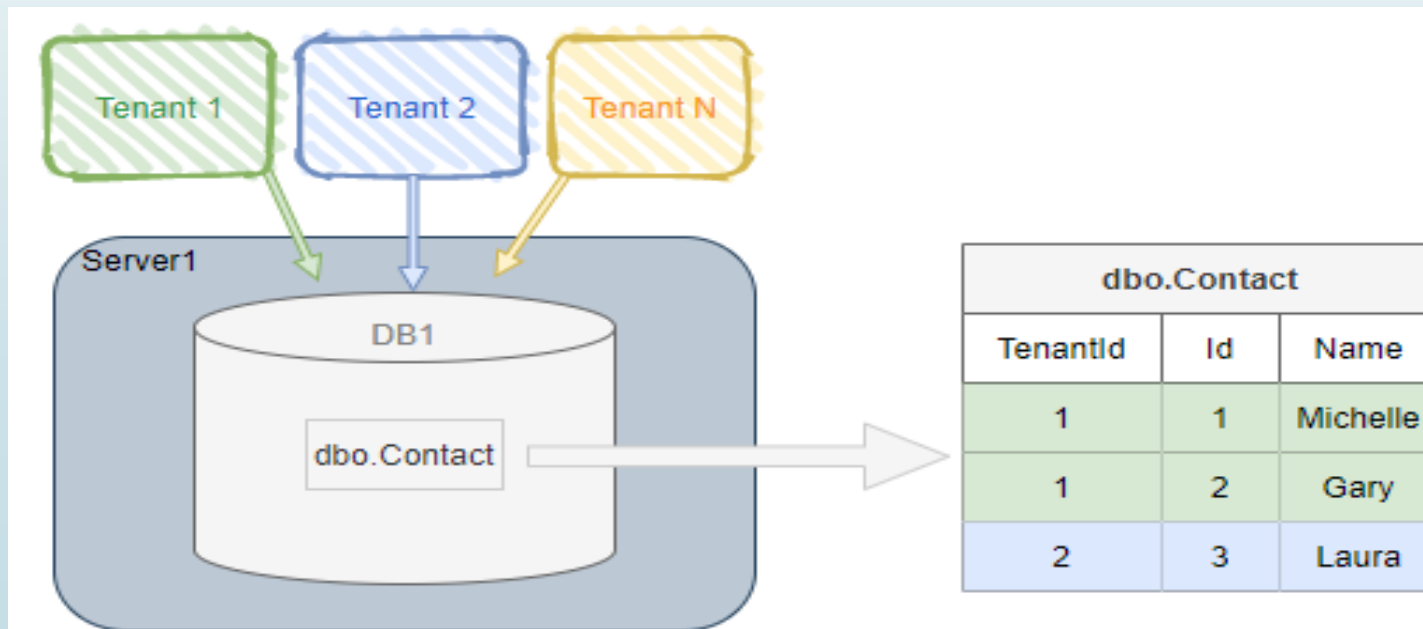 Tenant 1 Tenant 2 Tenant N
Server1
DB1
dbo.Contact
dbo.Contact
TenantId Id Name
1 1 Michelle
1 2 Gary
2 3 Laura